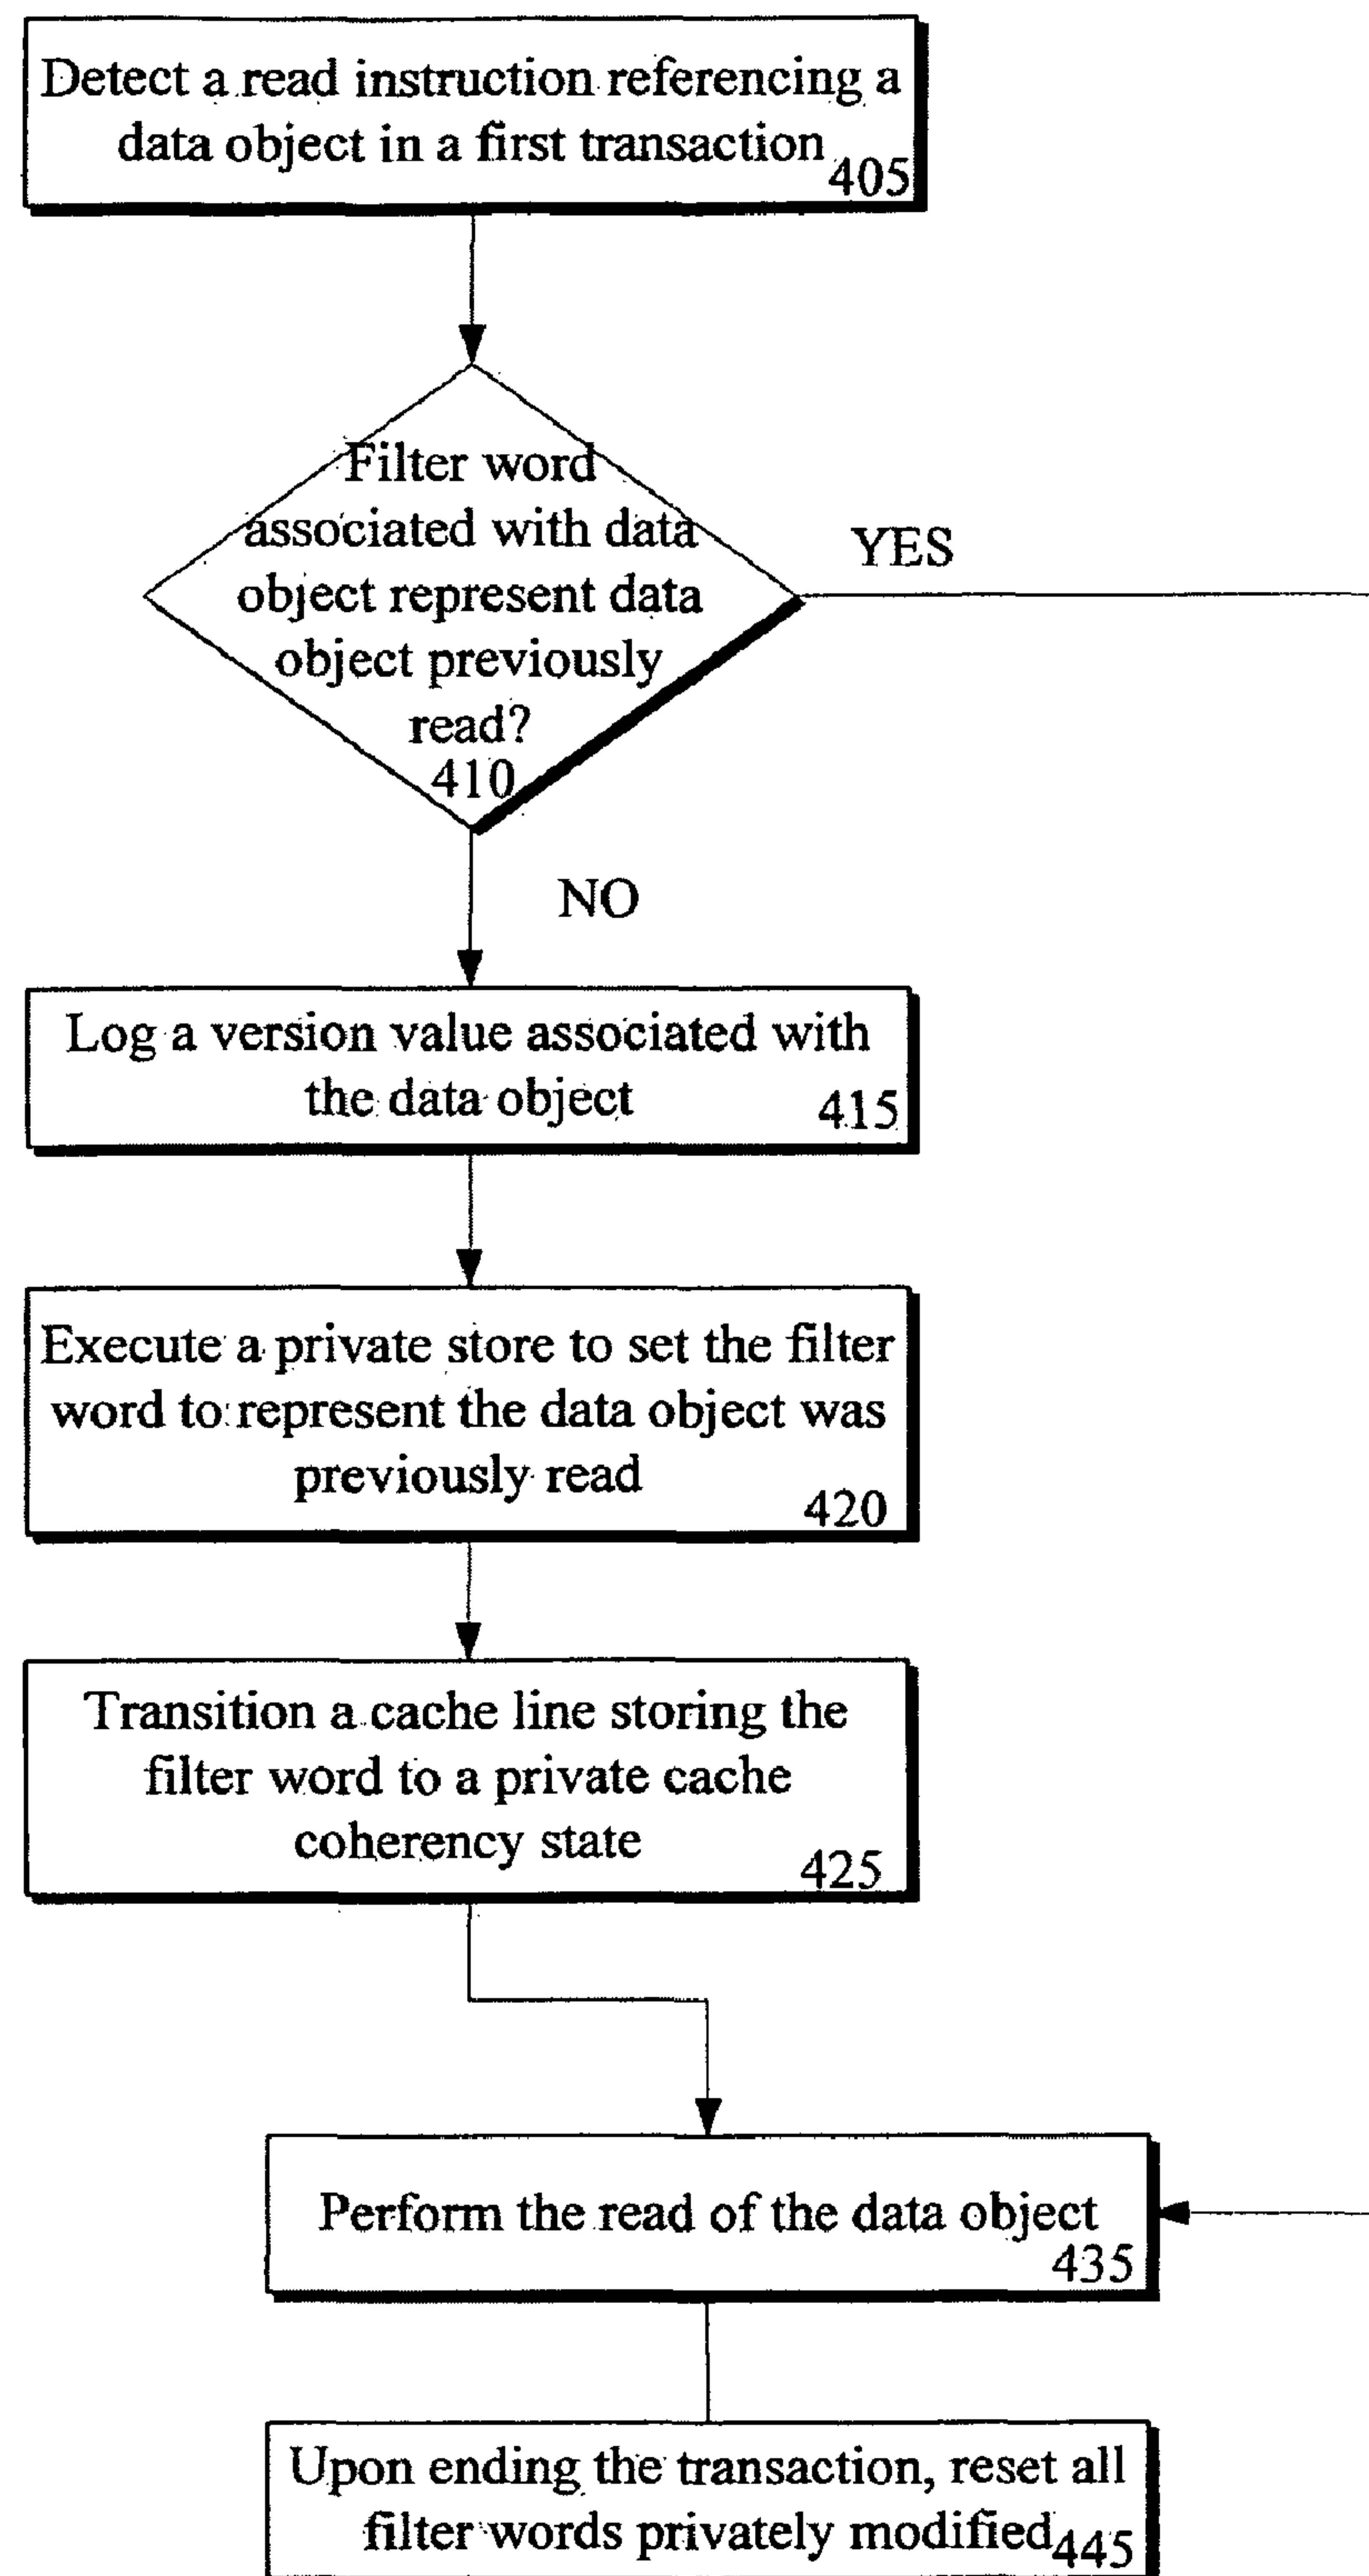 Detect a read instruction referencing a
data object in a first transaction
405
Filter word
associated with data
object represent data
object previously
read?
410
YES
NO
Log a version value associated with
the data object
415
Execute a private store to set the filter
word to represent the data object was
previously read
420
Transition a cache line storing the
filter word to a private cache
coherency state
425
Perform the read of the data object
435
Upon ending the transaction, reset all
filter words privately modified
445